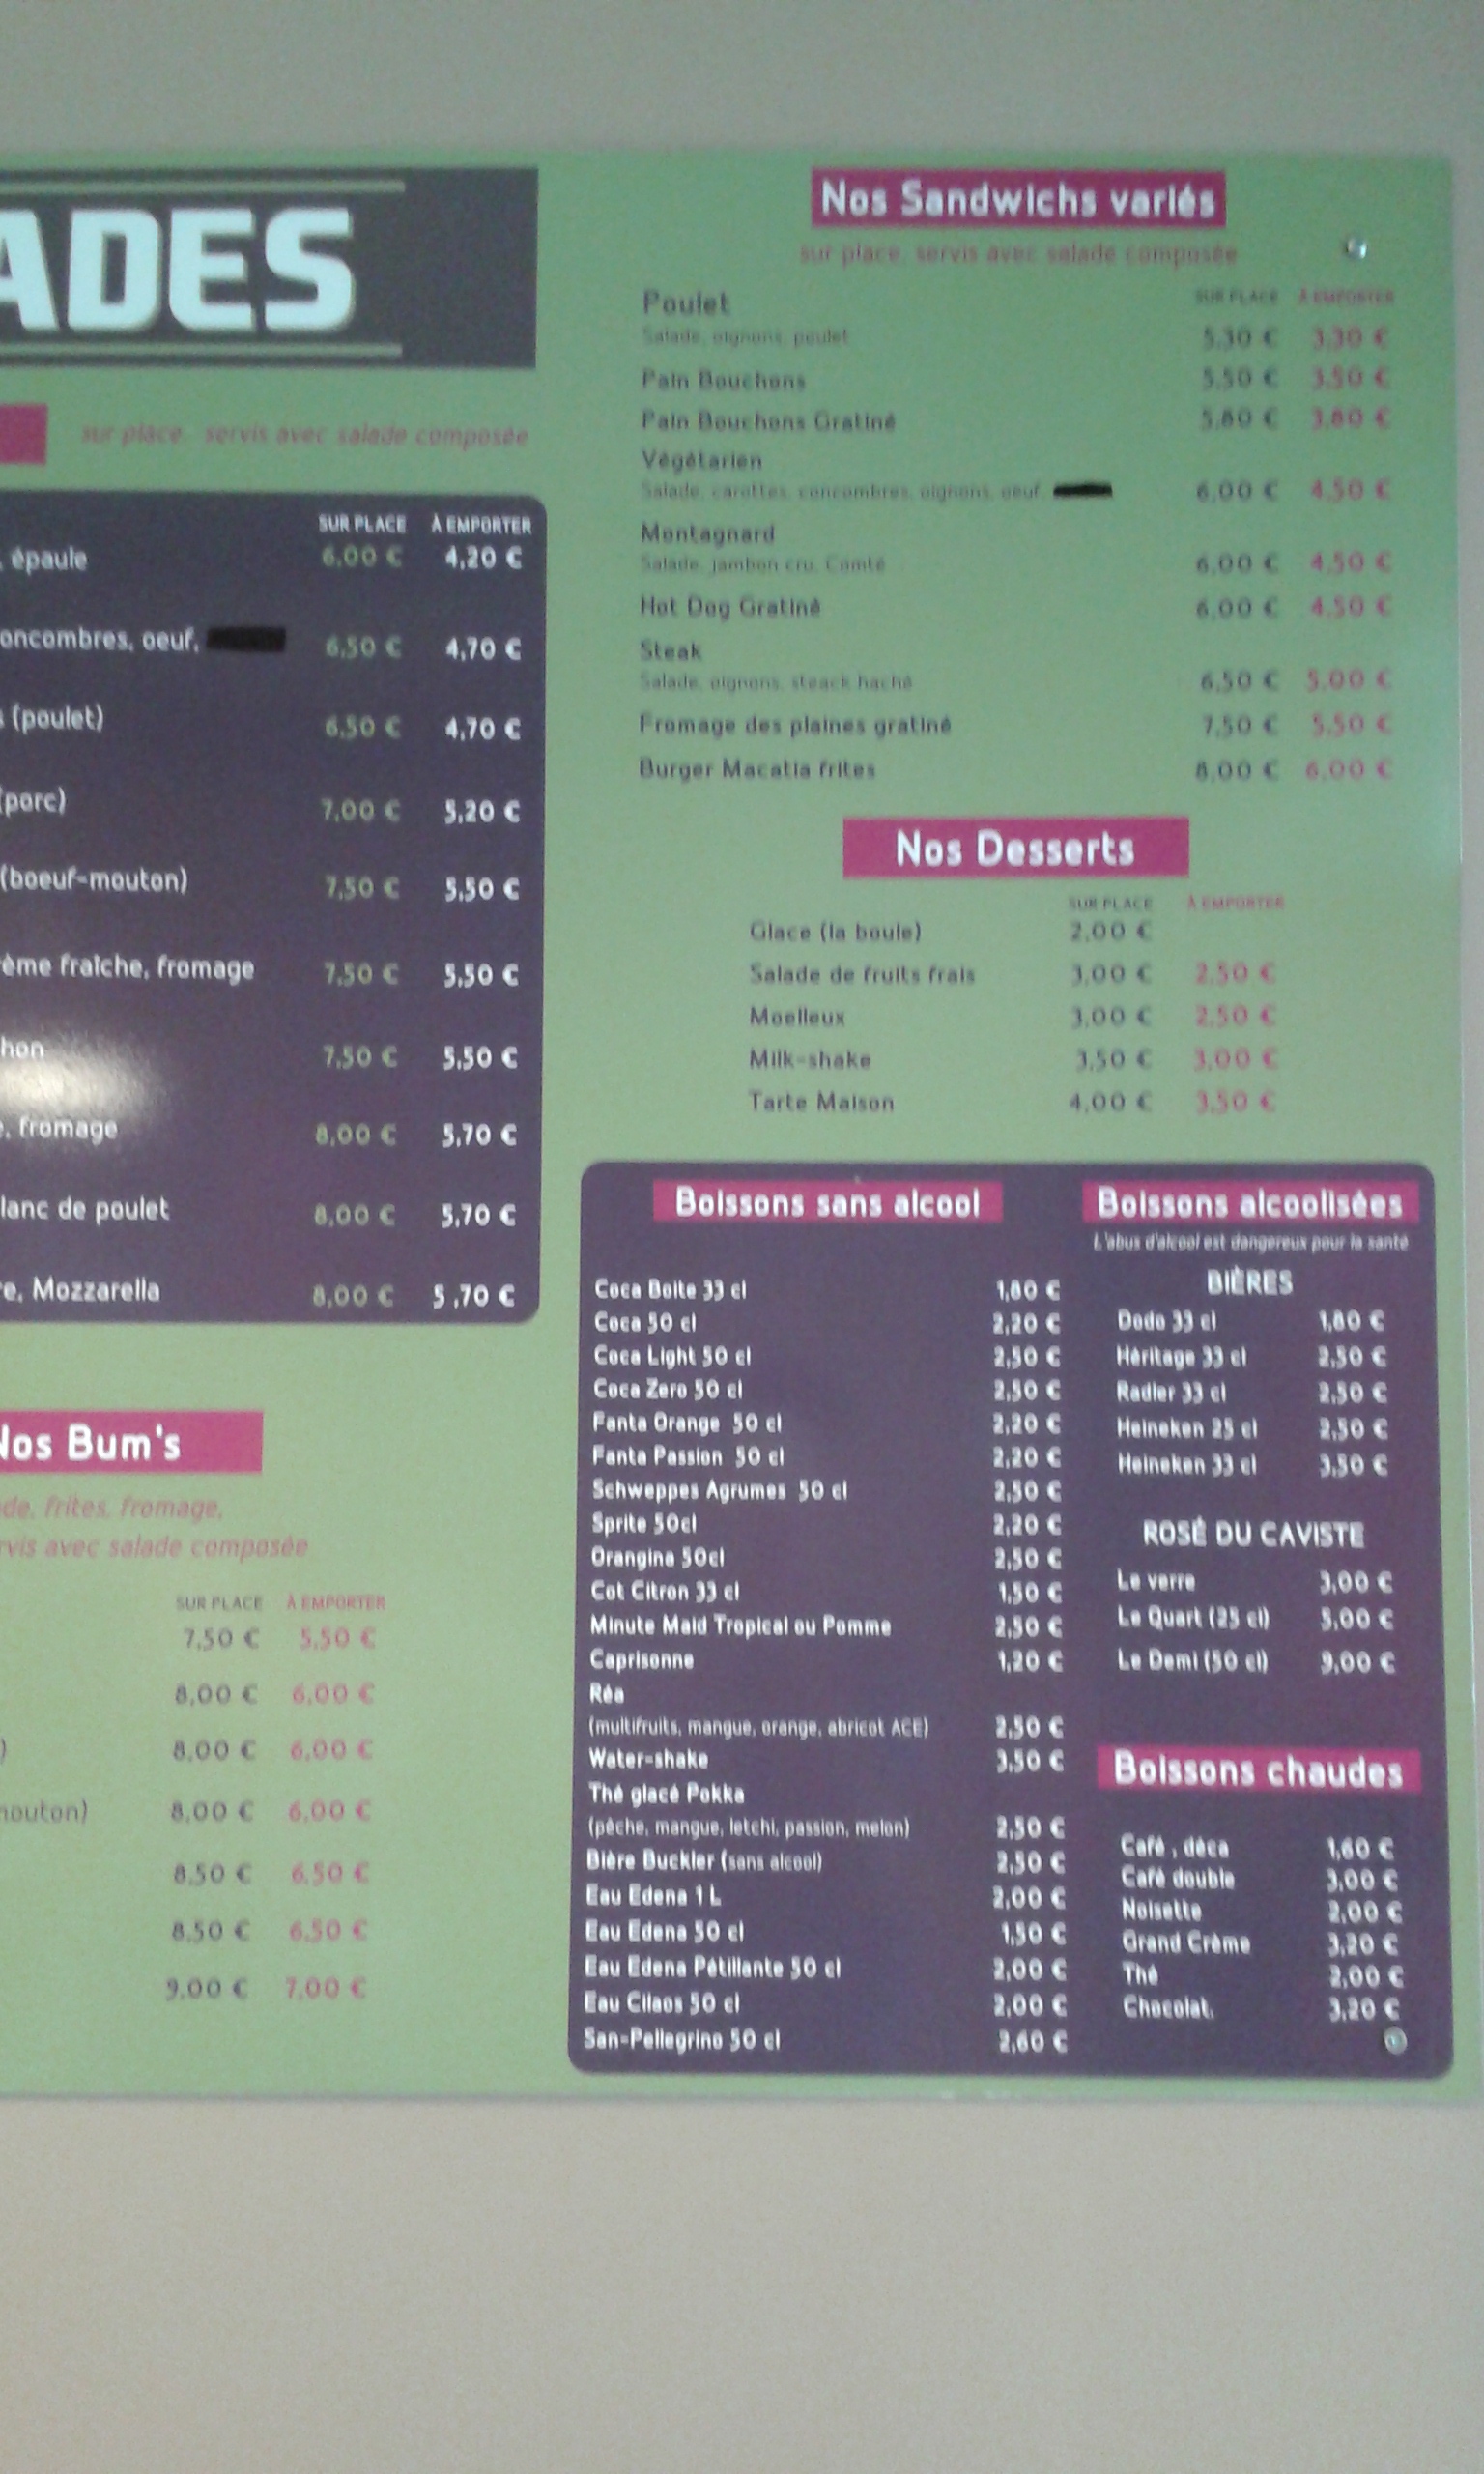 ADES
sur place, servis avec salade composée
SUR PLACE À EMPORTER
, épaule 6,00 € 4,20 €
oncombres, oeuf, 6,50 € 4,70 €
s (poulet) 6,50 € 4,70 €
(porc) 7,00 € 5,20 €
(boeuf-mouton) 7,50 € 5,50 €
ème fraîche, fromage 7,50 € 5,50 €
hon 7,50 € 5,50 €
e, fromage 8,00 € 5,70 €
lanc de poulet 8,00 € 5,70 €
re, Mozzarella 8,00 € 5,70 €
Nos Bum's
de, frites, fromage,
rvis avec salade composée
SUR PLACE À EMPORTER
7,50 € 5,50 €
8,00 € 6,00 €
) 8,00 € 6,00 €
mouton) 8,00 € 6,00 €
8,50 € 6,50 €
8,50 € 6,50 €
9,00 € 7,00 €
Nos Sandwichs variés
sur place, servis avec salade composée
Poulet SUR PLACE À EMPORTER
Salade, oignons, poulet 5,30 € 3,30 €
Pain Bouchons 5,50 € 3,50 €
Pain Bouchons Gratiné 5,80 € 3,80 €
Végétarien
Salade, carottes, concombres, oignons, oeuf 6,00 € 4,50 €
Montagnard
Salade, jambon cru, Comté 6,00 € 4,50 €
Hot Dog Gratiné 6,00 € 4,50 €
Steak
Salade, oignons, steack haché 6,50 € 5,00 €
Fromage des plaines gratiné 7,50 € 5,50 €
Burger Macatia frites 8,00 € 6,00 €
Nos Desserts
SUR PLACE À EMPORTER
Glace (la boule) 2,00 €
Salade de fruits frais 3,00 € 2,50 €
Moelleux 3,00 € 2,50 €
Milk-shake 3,50 € 3,00 €
Tarte Maison 4,00 € 3,50 €
Boissons sans alcool
Coca Boite 33 cl 1,80 €
Coca 50 cl 2,20 €
Coca Light 50 cl 2,50 €
Coca Zero 50 cl 2,50 €
Fanta Orange 50 cl 2,20 €
Fanta Passion 50 cl 2,20 €
Schweppes Agrumes 50 cl 2,50 €
Sprite 50cl 2,20 €
Orangina 50cl 2,50 €
Cot Citron 33 cl 1,50 €
Minute Maid Tropical ou Pomme 2,50 €
Caprisonne 1,20 €
Réa
(multifruits, mangue, orange, abricot ACE) 2,50 €
Water-shake 3,50 €
Thé glacé Pokka
(pêche, mangue, letchi, passion, melon) 2,50 €
Bière Buckler (sans alcool) 2,50 €
Eau Edena 1 L 2,00 €
Eau Edena 50 cl 1,50 €
Eau Edena Pétillante 50 cl 2,00 €
Eau Cilaos 50 cl 2,00 €
San-Pellegrino 50 cl 2,60 €
Boissons alcoolisées
L'abus d'alcool est dangereux pour la santé
BIÈRES
Dodo 33 cl 1,80 €
Héritage 33 cl 2,50 €
Radler 33 cl 2,50 €
Heineken 25 cl 2,50 €
Heineken 33 cl 3,50 €
ROSÉ DU CAVISTE
Le verre 3,00 €
Le Quart (25 cl) 5,00 €
Le Demi (50 cl) 9,00 €
Boissons chaudes
Café , déca 1,60 €
Café double 3,00 €
Noisette 2,00 €
Grand Crème 3,20 €
Thé 2,00 €
Chocolat. 3,20 €